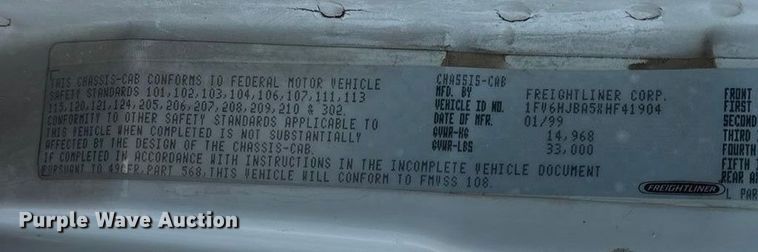 THIS CHASSIS-CAB CONFORMS TO FEDERAL MOTOR VEHICLE
SAFETY STANDARDS 101,102,103,104,106,107,111,113
115,120,121,124,205,206,207,208,209,210 & 302.
CONFORMITY TO OTHER SAFETY STANDARDS APPLICABLE TO
THIS VEHICLE WHEN COMPLETED IS NOT SUBSTANTIALLY
AFFECTED BY THE DESIGN OF THE CHASSIS-CAB.
IF COMPLETED IN ACCORDANCE WITH INSTRUCTIONS IN THE INCOMPLETE VEHICLE DOCUMENT
PURSUANT TO 49CFR PART 568,THIS VEHICLE WILL CONFORM TO FMVSS 108.
CHASSIS-CAB
MFD. BY FREIGHTLINER CORP.
VEHICLE ID NO. 1FV6HJBA5XHF41904
DATE OF MFR. 01/99
GVWR-KG 14,968
GVWR-LBS 33,000
FREIGHTLINER
FRONT
FIRST
SECOND
THIRD
FOURTH
FIFTH
REAR
L PAR
Purple Wave Auction